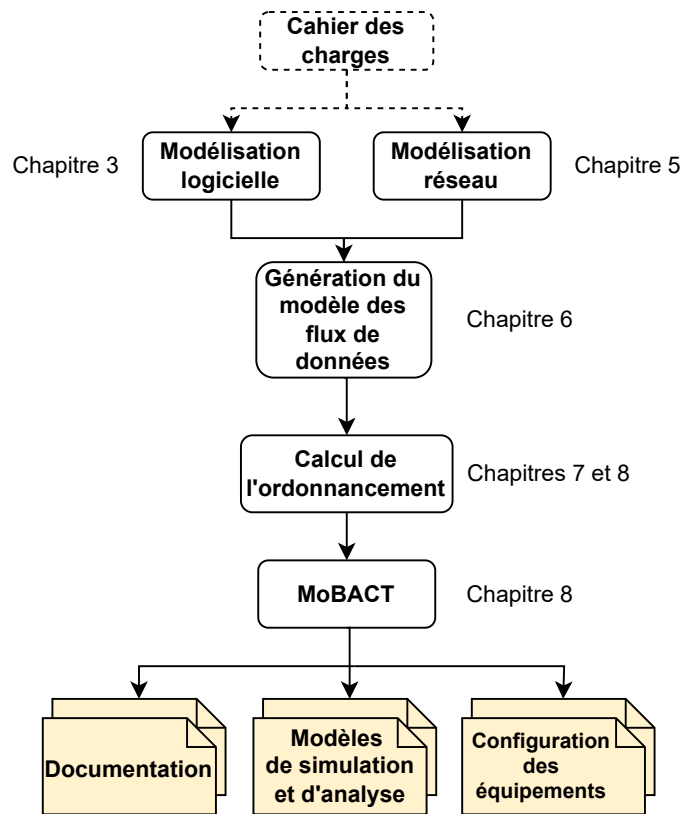 Cahier des
charges
Chapitre 3
Modélisation
logicielle
Modélisation
réseau
Chapitre 5
Génération du
modèle des
flux de
données
Chapitre 6
Calcul de
l'ordonnancement
Chapitres 7 et 8
MoBACT
Chapitre 8
Documentation
Modèles
de simulation
et d'analyse
Configuration
des
équipements